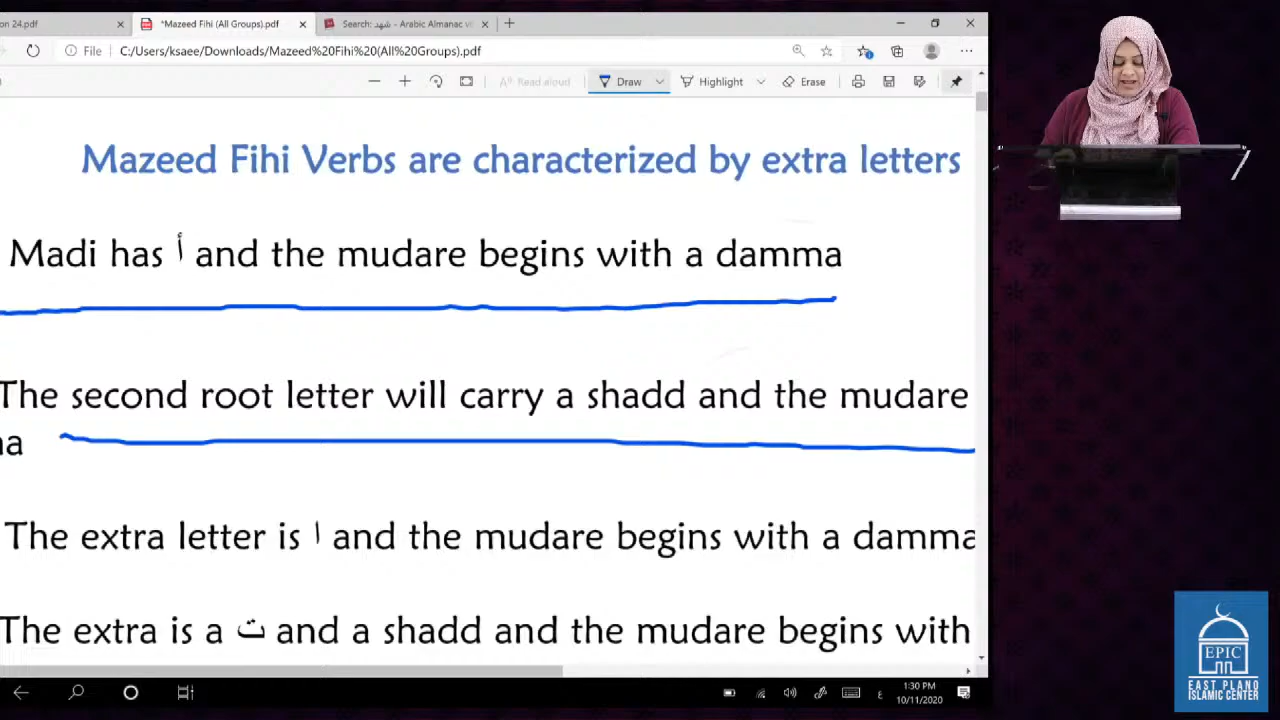 on 24.pdf
*Mazeed Fihi (All Groups).pdf
Search: شهد - Arabic Almanac v
File
C:/Users/ksaee/Downloads/Mazeed%20Fihi%20(All%20Groups).pdf
Read aloud
Draw
Highlight
Erase
Mazeed Fihi Verbs are characterized by extra letters
Madi has أ and the mudare begins with a damma
The second root letter will carry a shadd and the mudare
na
The extra letter is ا and the mudare begins with a damma
The extra is a ت and a shadd and the mudare begins with
1:30 PM
10/11/2020
EPIC
EAST PLANO
ISLAMIC CENTER